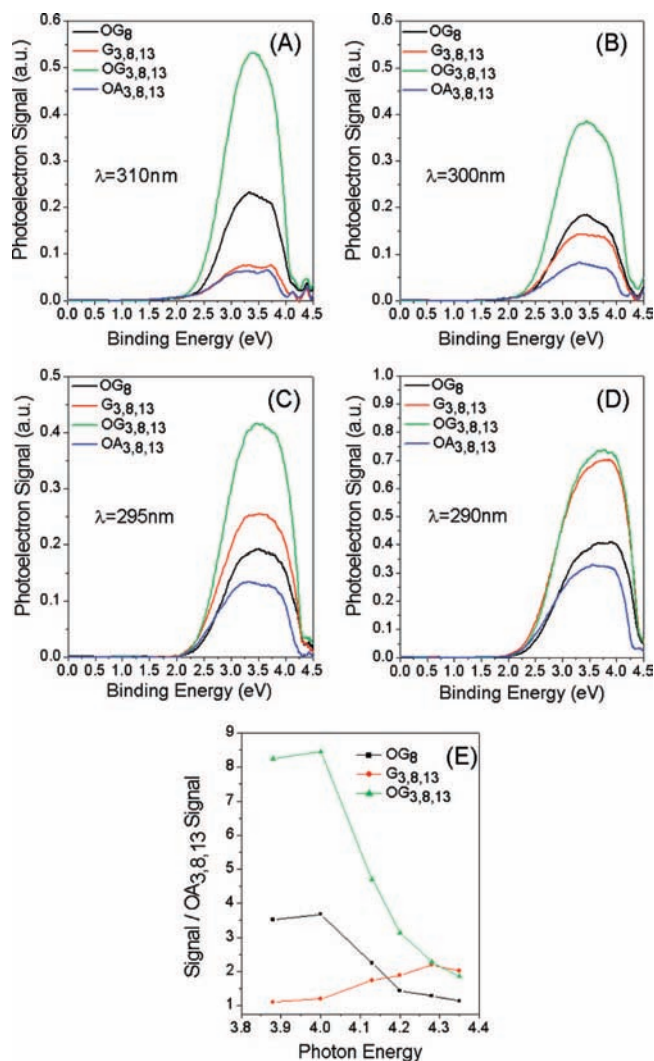 (A)
OG8
G3,8,13
OG3,8,13
OA3,8,13
λ=310nm
Photoelectron Signal (a.u.)
0.6
0.5
0.4
0.3
0.2
0.1
0.0
0.0 0.5 1.0 1.5 2.0 2.5 3.0 3.5 4.0 4.5
Binding Energy (eV)
(B)
OG8
G3,8,13
OG3,8,13
OA3,8,13
λ=300nm
Photoelectron Signal (a.u.)
0.6
0.5
0.4
0.3
0.2
0.1
0.0
0.0 0.5 1.0 1.5 2.0 2.5 3.0 3.5 4.0 4.5
Binding Energy (eV)
(C)
OG8
G3,8,13
OG3,8,13
OA3,8,13
λ=295nm
Photoelectron Signal (a.u.)
0.5
0.4
0.3
0.2
0.1
0.0
0.0 0.5 1.0 1.5 2.0 2.5 3.0 3.5 4.0 4.5
Binding Energy (eV)
(D)
OG8
G3,8,13
OG3,8,13
OA3,8,13
λ=290nm
Photoelectron Signal (a.u.)
1.0
0.9
0.8
0.7
0.6
0.5
0.4
0.3
0.2
0.1
0.0
0.0 0.5 1.0 1.5 2.0 2.5 3.0 3.5 4.0 4.5
Binding Energy (eV)
(E)
OG8
G3,8,13
OG3,8,13
Signal / OA3,8,13 Signal
9
8
7
6
5
4
3
2
1
3.8 3.9 4.0 4.1 4.2 4.3 4.4
Photon Energy